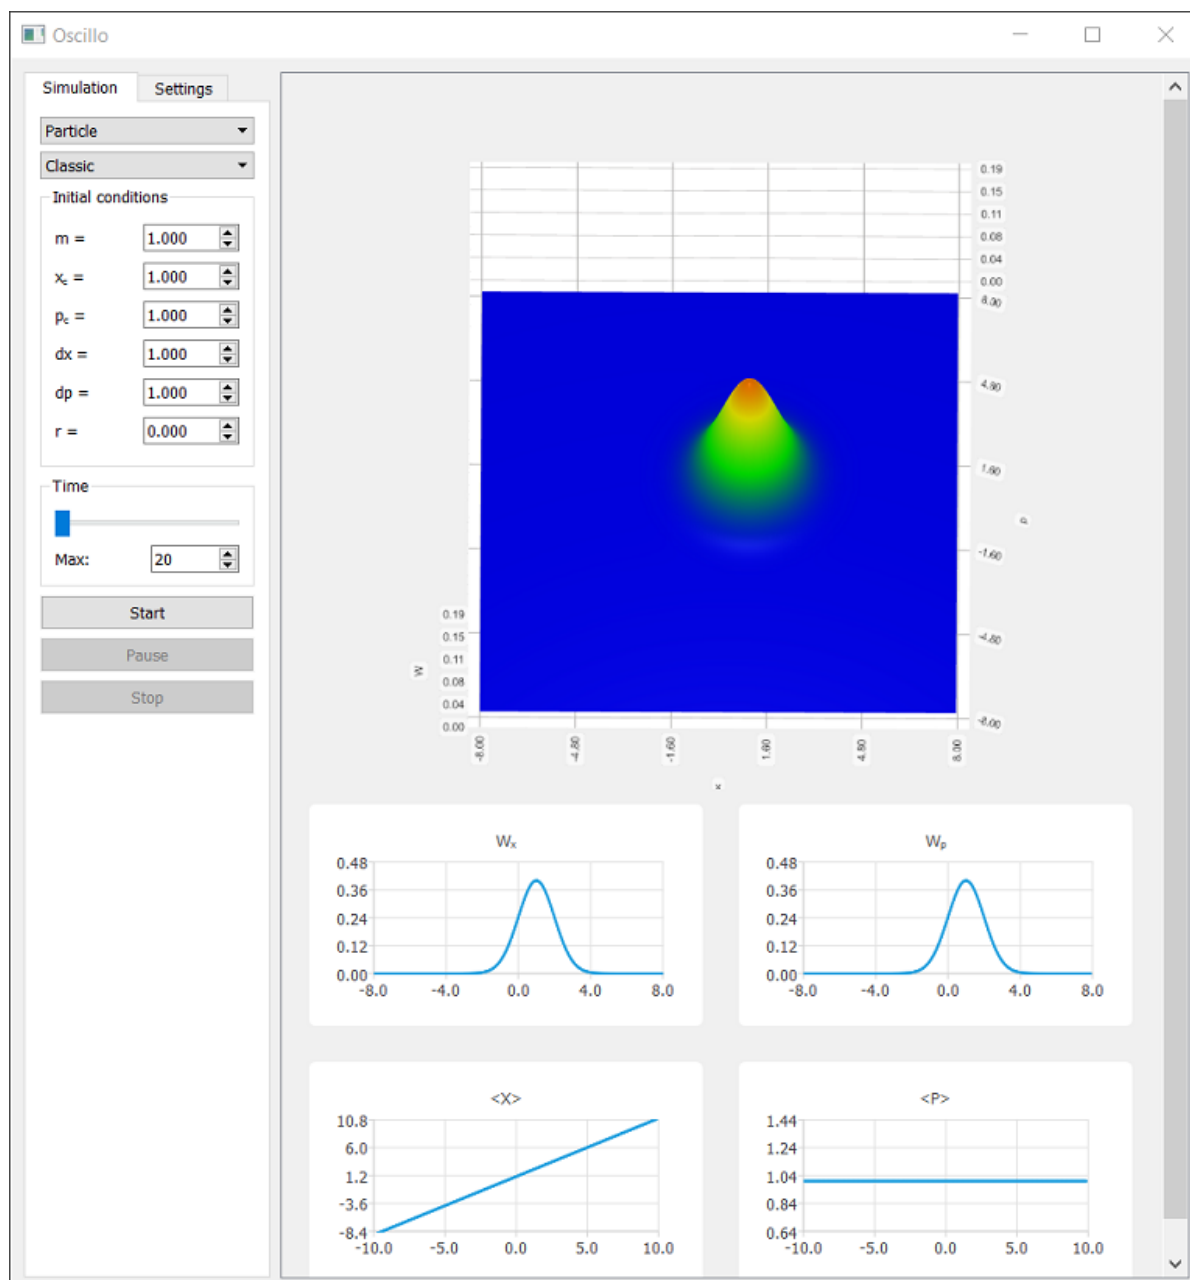 Oscillo
Simulation Settings
Particle
Classic
Initial conditions
m = 1.000
x꜀ = 1.000
p꜀ = 1.000
dx = 1.000
dp = 1.000
r = 0.000
Time
Max: 20
Start
Pause
Stop
0.19
0.15
0.11
0.08
0.04
0.00
8.00
4.80
1.60
p
-1.60
-4.80
-8.00
0.19
0.15
0.11
W
0.08
0.04
0.00
-8.00 -4.80 -1.60 1.60 4.80 8.00
x
Wₓ
0.48
0.36
0.24
0.12
0.00
-8.0 -4.0 0.0 4.0 8.0
Wₚ
0.48
0.36
0.24
0.12
0.00
-8.0 -4.0 0.0 4.0 8.0
<X>
10.8
6.0
1.2
-3.6
-8.4
-10.0 -5.0 0.0 5.0 10.0
<P>
1.44
1.24
1.04
0.84
0.64
-10.0 -5.0 0.0 5.0 10.0